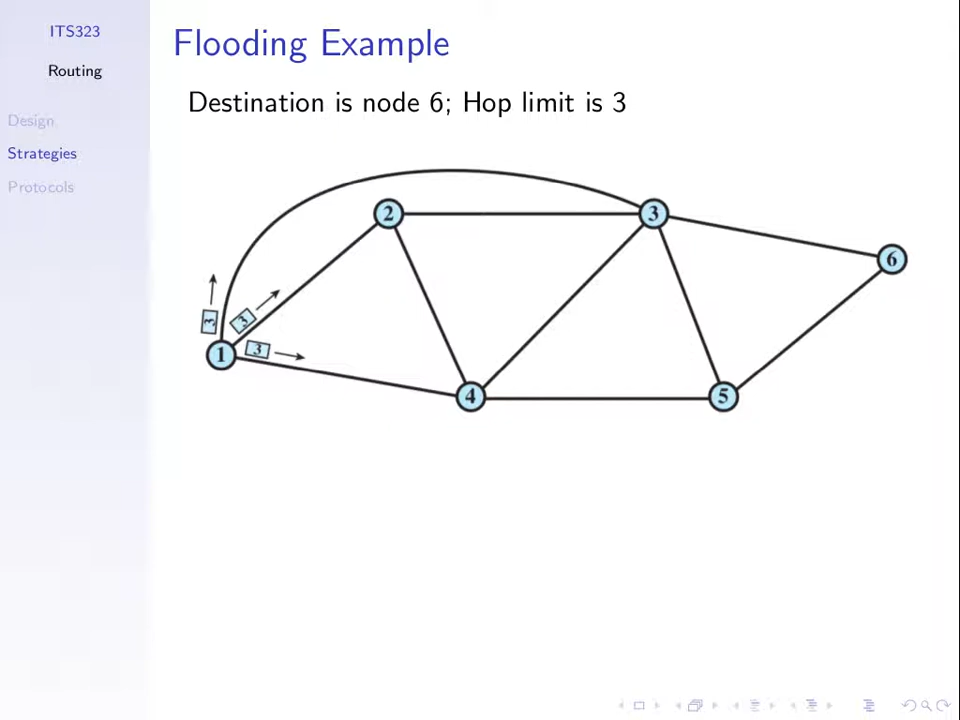 ITS323
Routing
Design
Strategies
Protocols
Flooding Example
Destination is node 6; Hop limit is 3
2
3
6
3
3
1
3
4
5